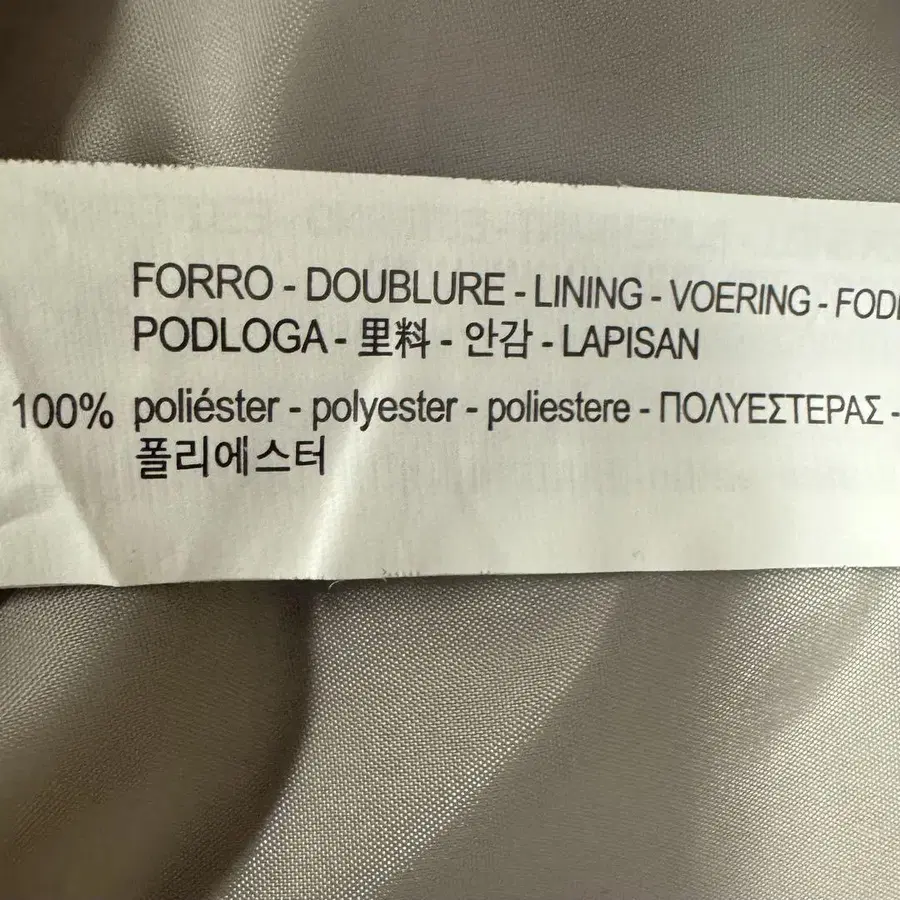 FORRO - DOUBLURE - LINING - VOERING -
PODLOGA - 里料 - 안감 - LAPISAN
100% poliéster - polyester - poliestere - ΠΟΛΥΕΣΤΕΡΑΣ -
폴리에스터